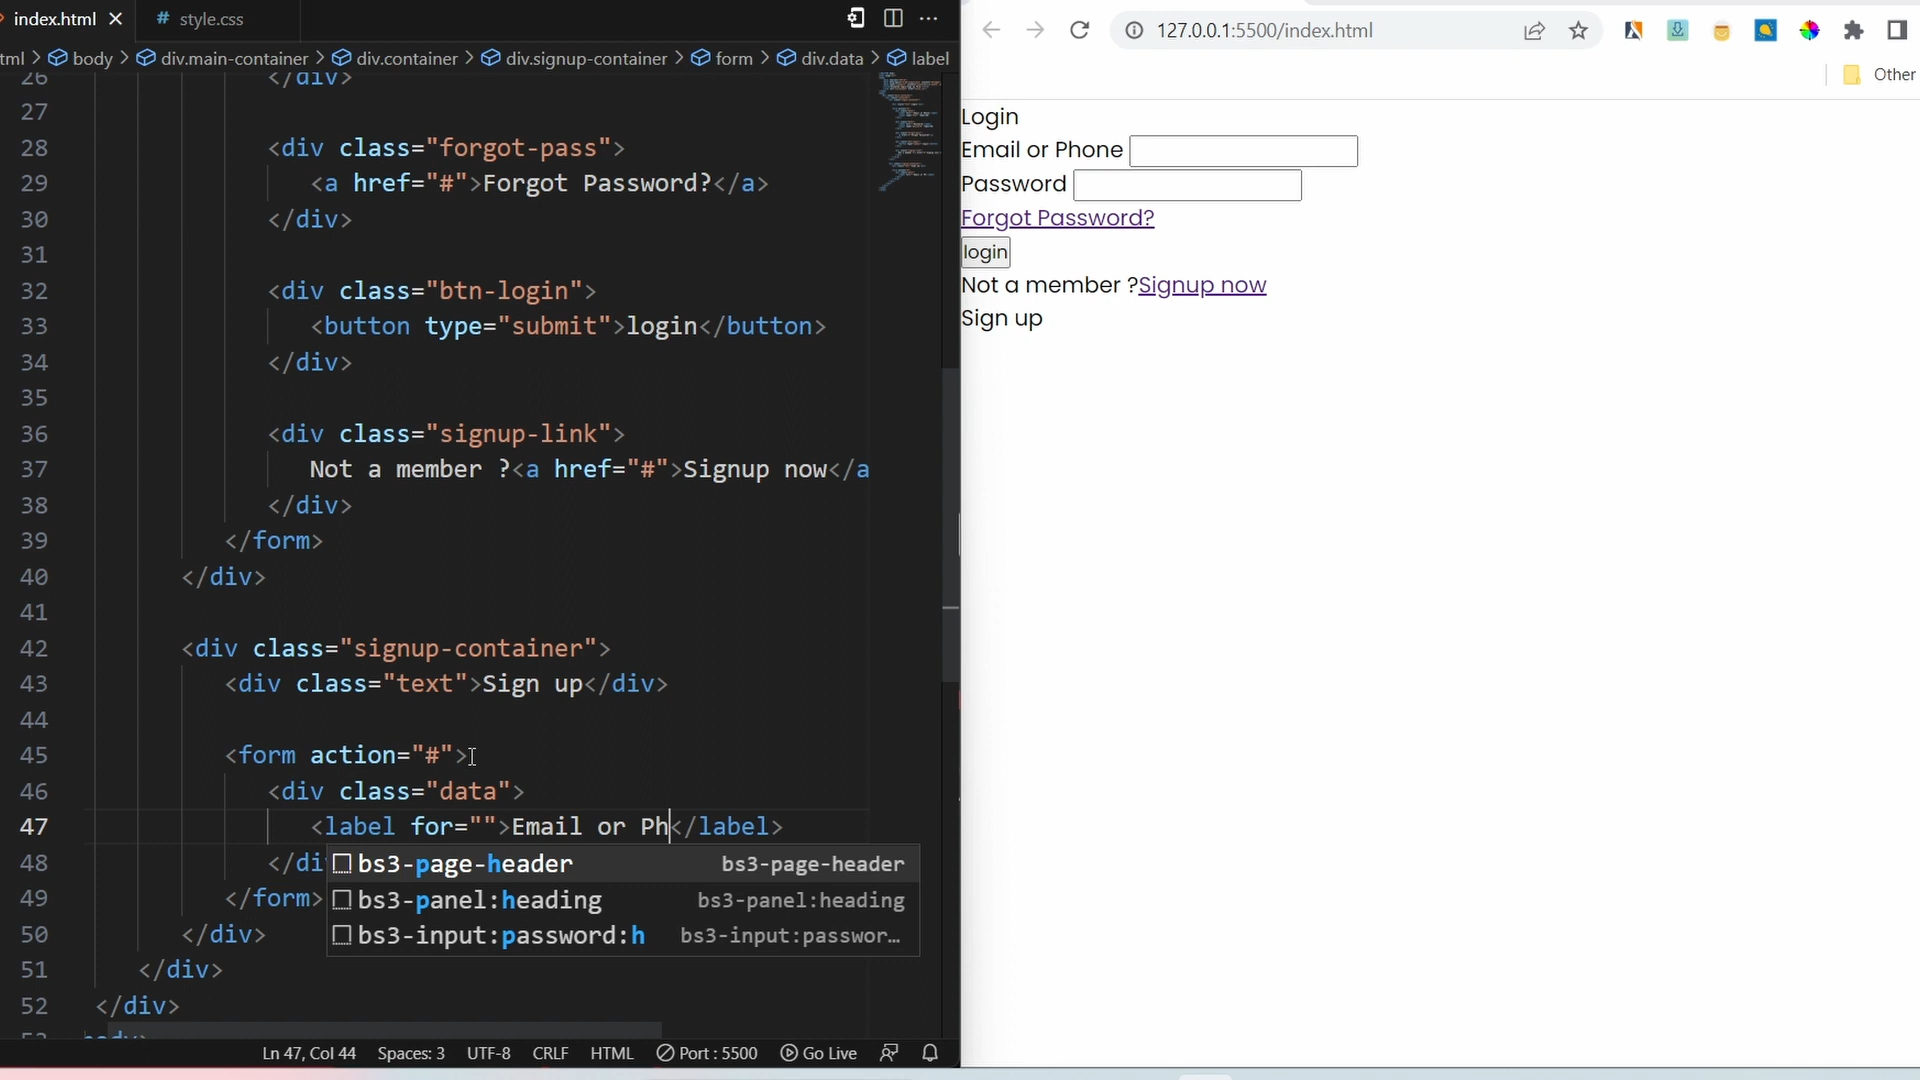 index.html
# style.css
tml > body > div.main-container > div.container > div.signup-container > form > div.data > label
26 </div>
27
28 <div class="forgot-pass">
29 <a href="#">Forgot Password?</a>
30 </div>
31
32 <div class="btn-login">
33 <button type="submit">login</button>
34 </div>
35
36 <div class="signup-link">
37 Not a member ?<a href="#">Signup now</a
38 </div>
39 </form>
40 </div>
41
42 <div class="signup-container">
43 <div class="text">Sign up</div>
44
45 <form action="#">
46 <div class="data">
47 <label for="">Email or Ph</label>
48 </di
49 </form>
50 </div>
51 </div>
52 </div>
bs3-page-header bs3-page-header
bs3-panel:heading bs3-panel:heading
bs3-input:password:h bs3-input:passwor…
Ln 47, Col 44 Spaces: 3 UTF-8 CRLF HTML Port : 5500 Go Live
127.0.0.1:5500/index.html
Other
Login
Email or Phone
Password
Forgot Password?
login
Not a member ?Signup now
Sign up